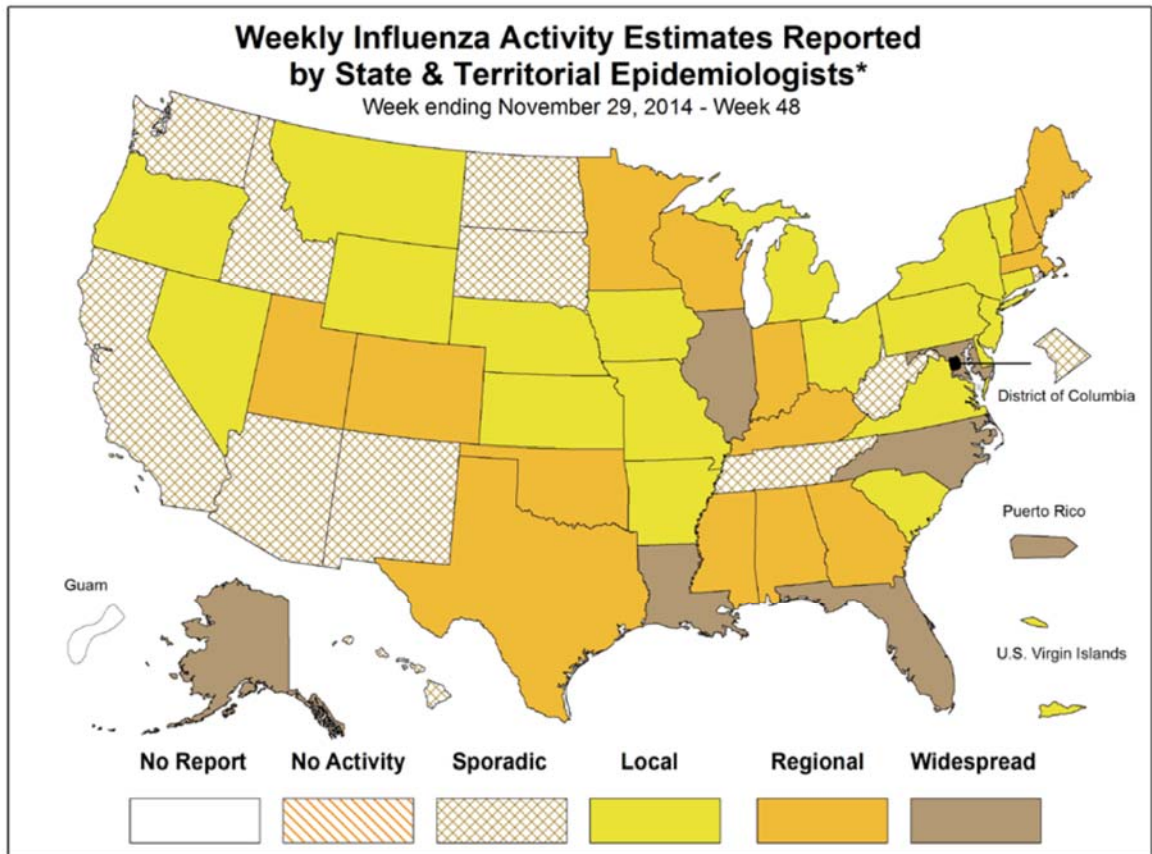 Weekly Influenza Activity Estimates Reported
by State & Territorial Epidemiologists*
Week ending November 29, 2014 - Week 48
District of Columbia
Puerto Rico
Guam
U.S. Virgin Islands
No Report No Activity Sporadic Local Regional Widespread